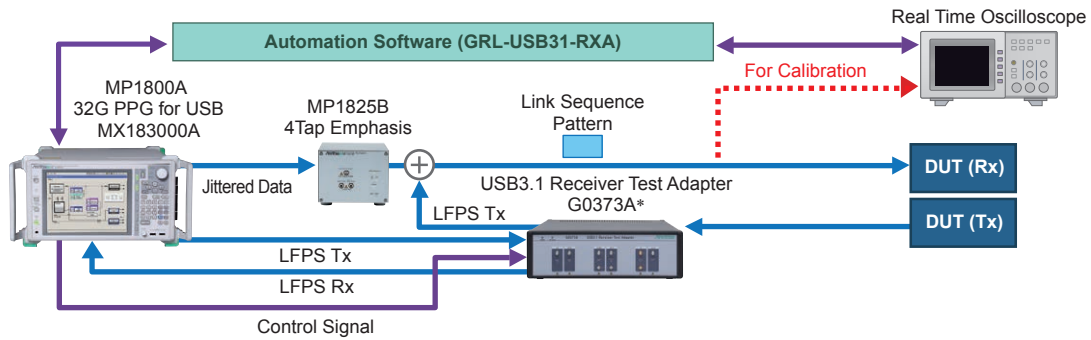 Real Time Oscilloscope
Automation Software (GRL-USB31-RXA)
For Calibration
MP1800A
32G PPG for USB
MX183000A
MP1825B
4Tap Emphasis
Link Sequence
Pattern
Jittered Data
DUT (Rx)
USB3.1 Receiver Test Adapter
G0373A*
LFPS Tx
DUT (Tx)
LFPS Tx
LFPS Rx
Control Signal